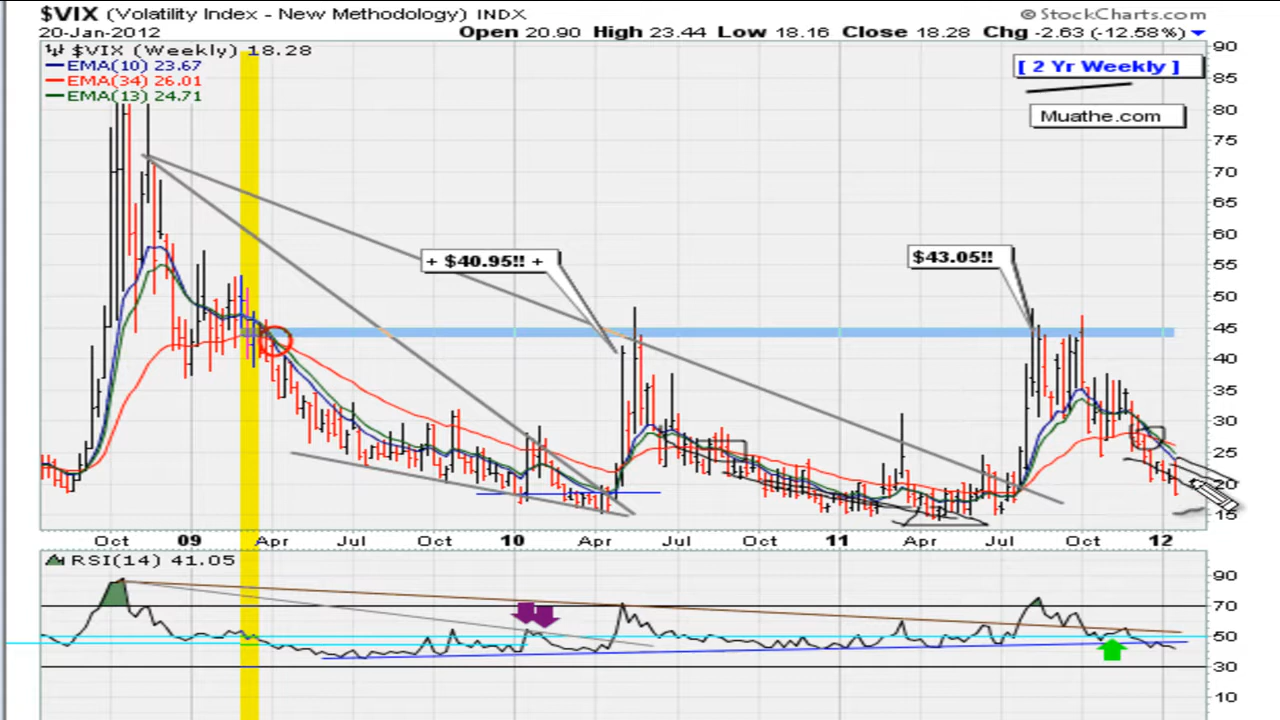 $VIX (Volatility Index - New Methodology) INDX
© StockCharts.com
20-Jan-2012
Open 20.90 High 23.44 Low 18.16 Close 18.28 Chg -2.63 (-12.58%)
$VIX (Weekly) 18.28
EMA(10) 23.67
EMA(34) 26.01
EMA(13) 24.71
[ 2 Yr Weekly ]
Muathe.com
+ $40.95!! +
$43.05!!
90
85
80
75
70
65
60
55
50
45
40
35
30
25
20
15
Oct 09 Apr Jul Oct 10 Apr Jul Oct 11 Apr Jul Oct 12
RSI(14) 41.05
90
70
50
30
10